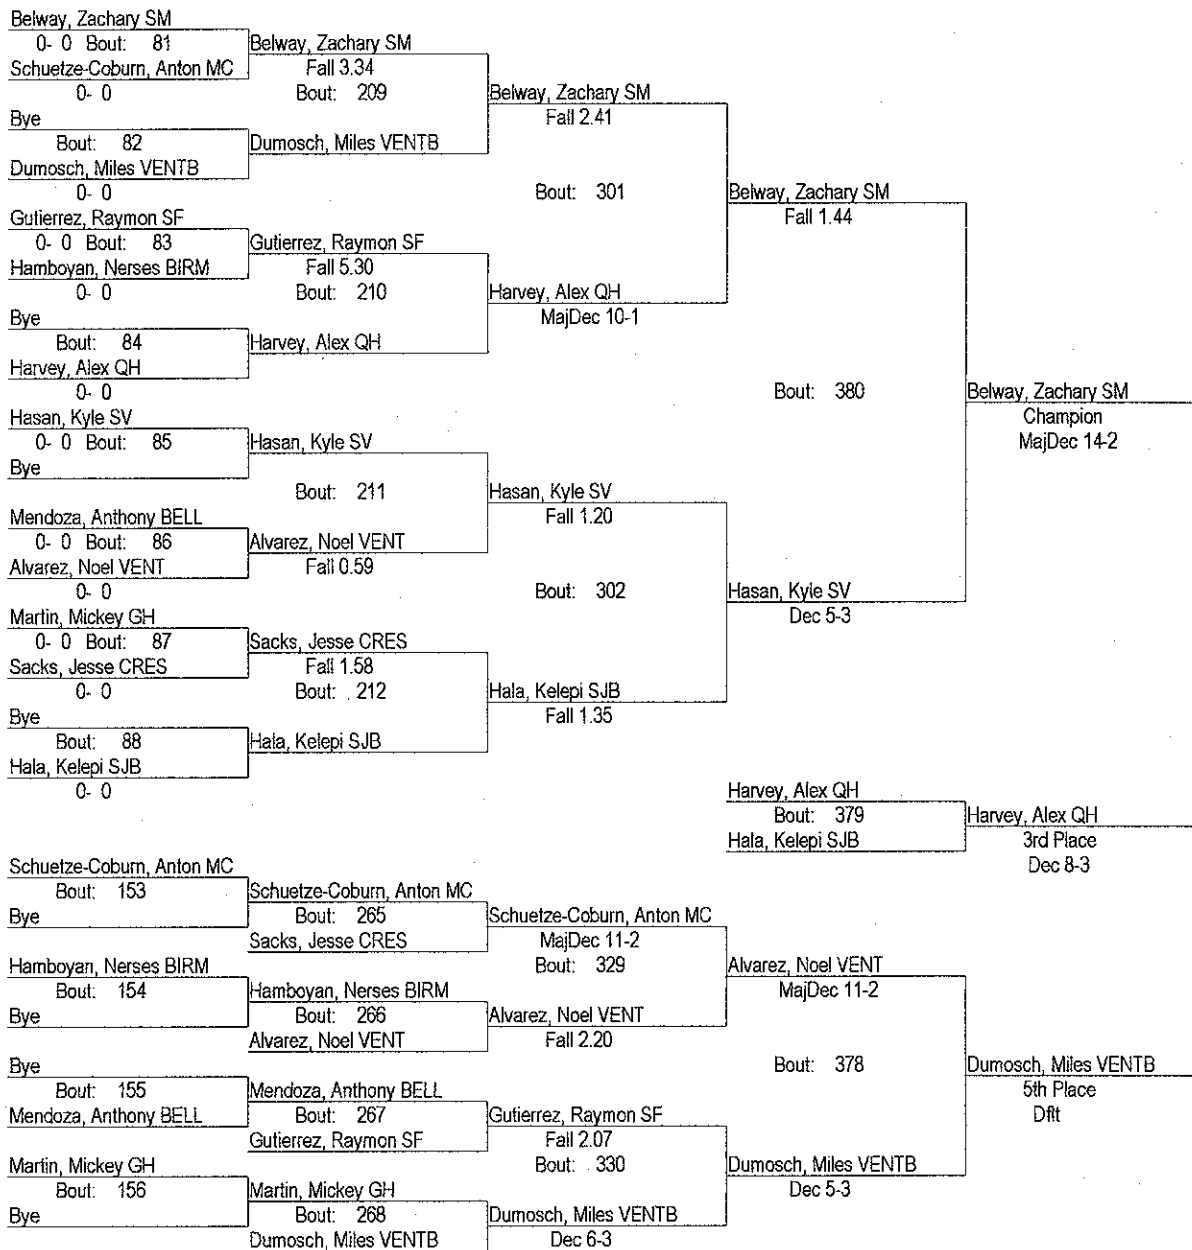 Belway, Zachary SM
0- 0 Bout: 81
Schuetze-Coburn, Anton MC
0- 0
Bye
Bout: 82
Dumosch, Miles VENTB
0- 0
Gutierrez, Raymon SF
0- 0 Bout: 83
Hamboyan, Nerses BIRM
0- 0
Bye
Bout: 84
Harvey, Alex QH
0- 0
Hasan, Kyle SV
0- 0 Bout: 85
Bye
Mendoza, Anthony BELL
0- 0 Bout: 86
Alvarez, Noel VENT
0- 0
Martin, Mickey GH
0- 0 Bout: 87
Sacks, Jesse CRES
0- 0
Bye
Bout: 88
Hala, Kelepi SJB
0- 0
Belway, Zachary SM
Fall 3.34
Bout: 209
Dumosch, Miles VENTB
Gutierrez, Raymon SF
Fall 5.30
Bout: 210
Harvey, Alex QH
Hasan, Kyle SV
Bout: 211
Alvarez, Noel VENT
Fall 0.59
Sacks, Jesse CRES
Fall 1.58
Bout: 212
Hala, Kelepi SJB
Belway, Zachary SM
Fall 2.41
Bout: 301
Harvey, Alex QH
MajDec 10-1
Hasan, Kyle SV
Fall 1.20
Bout: 302
Hala, Kelepi SJB
Fall 1.35
Belway, Zachary SM
Fall 1.44
Bout: 380
Hasan, Kyle SV
Dec 5-3
Belway, Zachary SM
Champion
MajDec 14-2
Harvey, Alex QH
Bout: 379
Hala, Kelepi SJB
Harvey, Alex QH
3rd Place
Dec 8-3
Schuetze-Coburn, Anton MC
Bout: 153
Bye
Hamboyan, Nerses BIRM
Bout: 154
Bye
Bye
Bout: 155
Mendoza, Anthony BELL
Martin, Mickey GH
Bout: 156
Bye
Schuetze-Coburn, Anton MC
Bout: 265
Sacks, Jesse CRES
Hamboyan, Nerses BIRM
Bout: 266
Alvarez, Noel VENT
Mendoza, Anthony BELL
Bout: 267
Gutierrez, Raymon SF
Martin, Mickey GH
Bout: 268
Dumosch, Miles VENTB
Schuetze-Coburn, Anton MC
MajDec 11-2
Bout: 329
Alvarez, Noel VENT
Fall 2.20
Gutierrez, Raymon SF
Fall 2.07
Bout: 330
Dumosch, Miles VENTB
Dec 6-3
Alvarez, Noel VENT
MajDec 11-2
Bout: 378
Dumosch, Miles VENTB
Dec 5-3
Dumosch, Miles VENTB
5th Place
Dflt